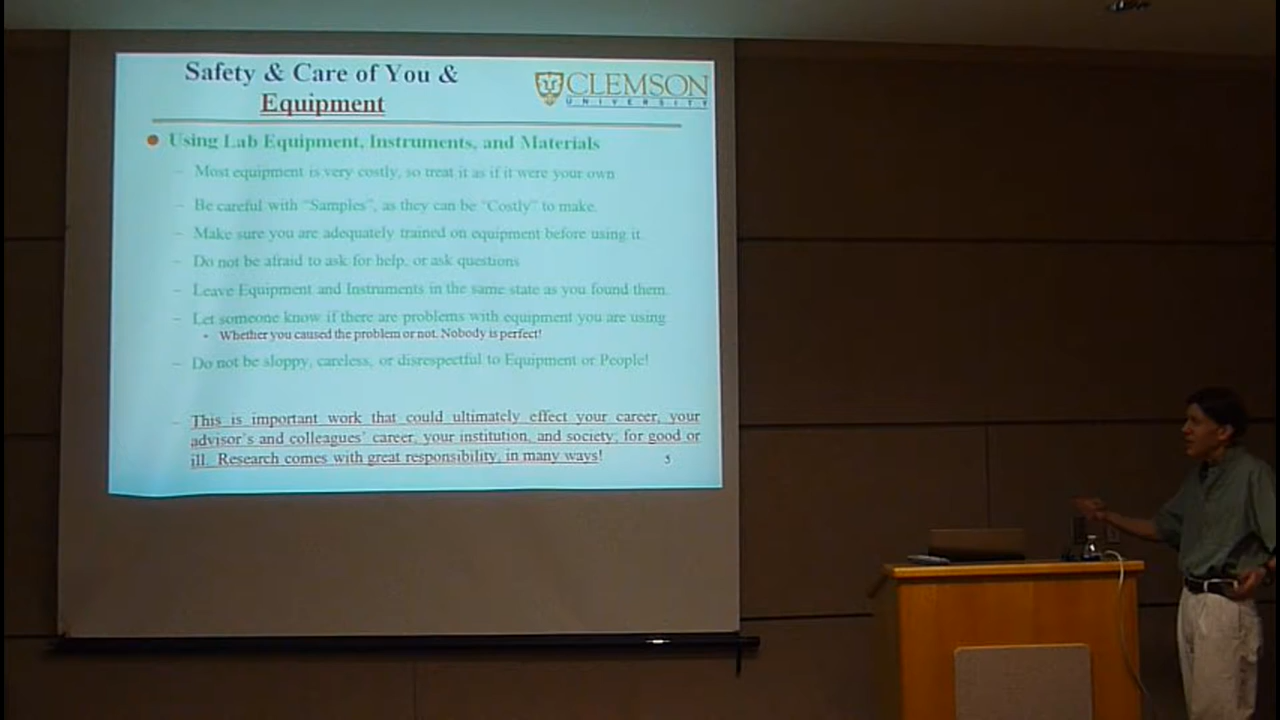 Safety & Care of You &
Equipment
CLEMSON
UNIVERSITY
Using Lab Equipment, Instruments, and Materials
– Most equipment is very costly, so treat it as if it were your own
– Be careful with “Samples”, as they can be “Costly” to make.
– Make sure you are adequately trained on equipment before using it.
– Do not be afraid to ask for help, or ask questions
– Leave Equipment and Instruments in the same state as you found them.
– Let someone know if there are problems with equipment you are using.
• Whether you caused the problem or not. Nobody is perfect!
– Do not be sloppy, careless, or disrespectful to Equipment or People!
– This is important work that could ultimately effect your career, your
advisor’s and colleagues’ career, your institution, and society, for good or
ill. Research comes with great responsibility, in many ways!
5